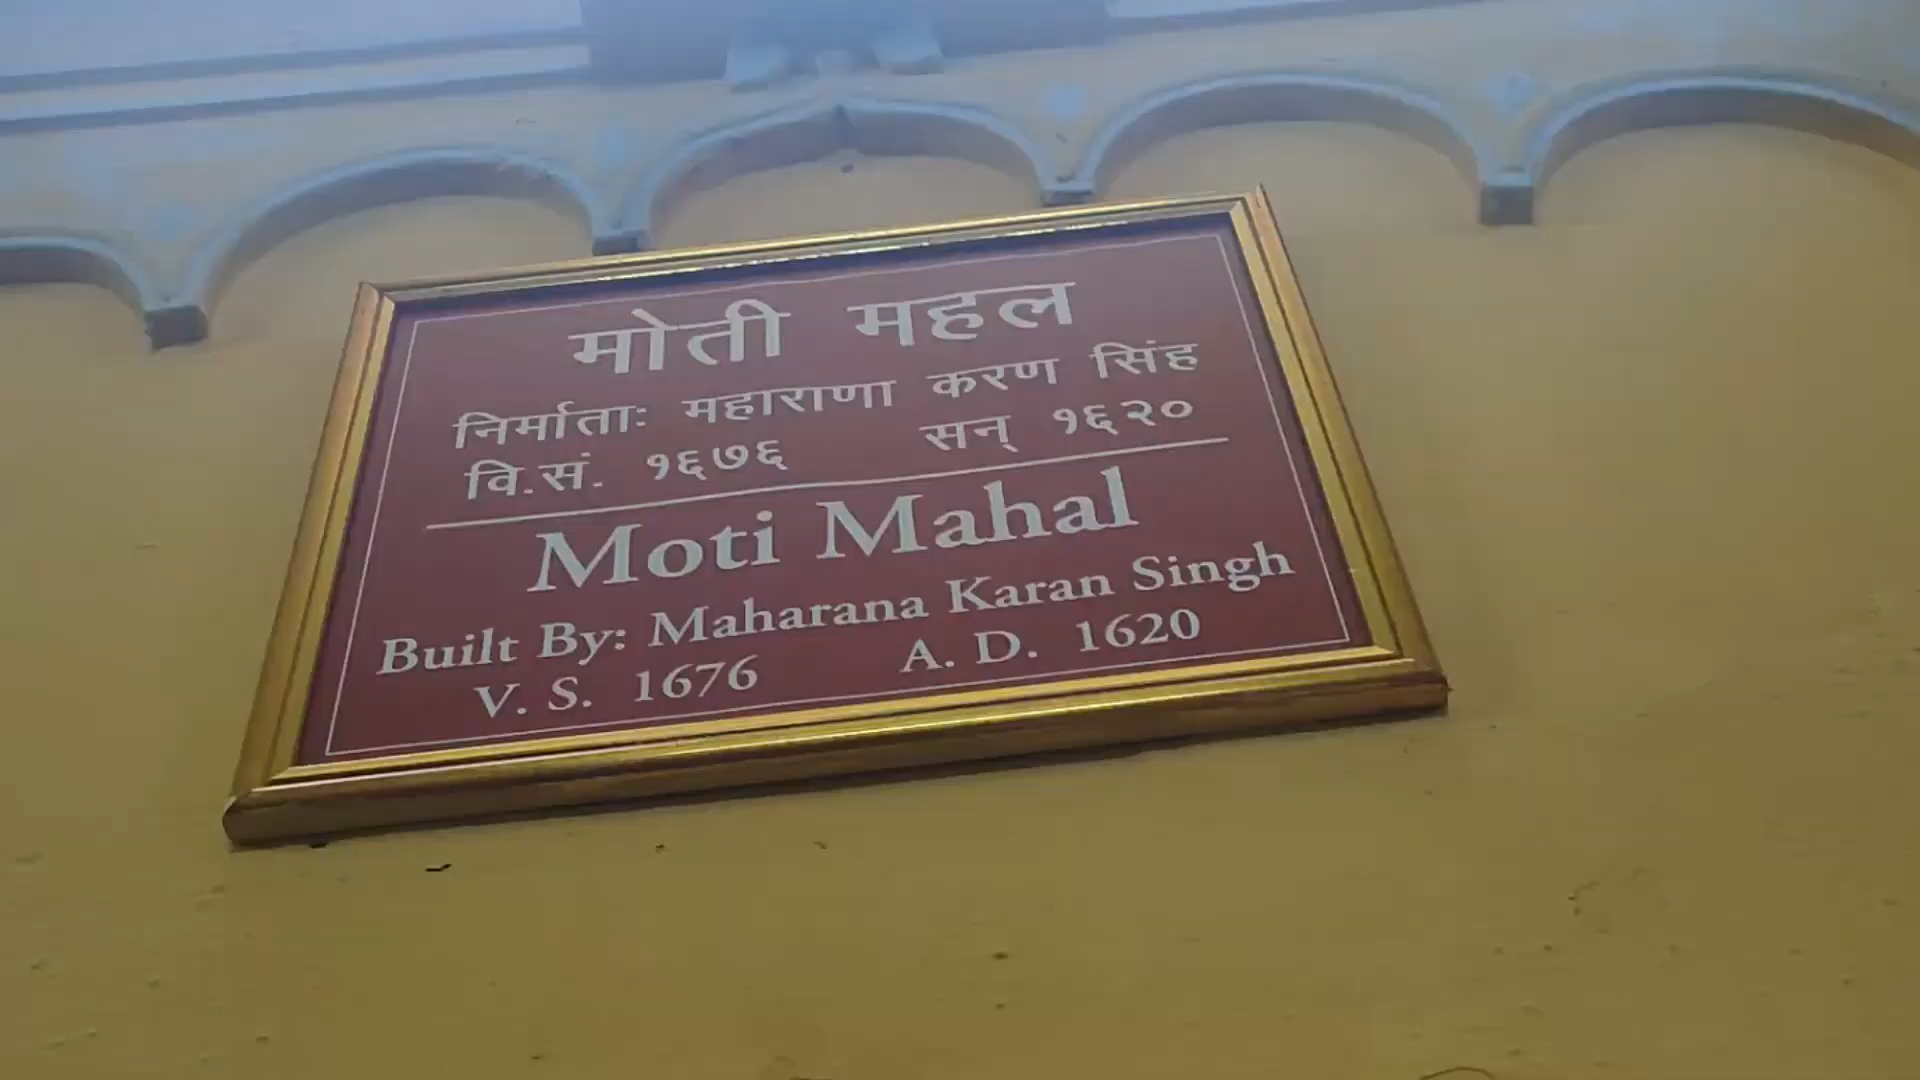 मोती महल
निर्माताः महाराणा करण सिंह
वि.सं. १६७६ सन् १६२०
Moti Mahal
Built By: Maharana Karan Singh
V. S. 1676 A. D. 1620